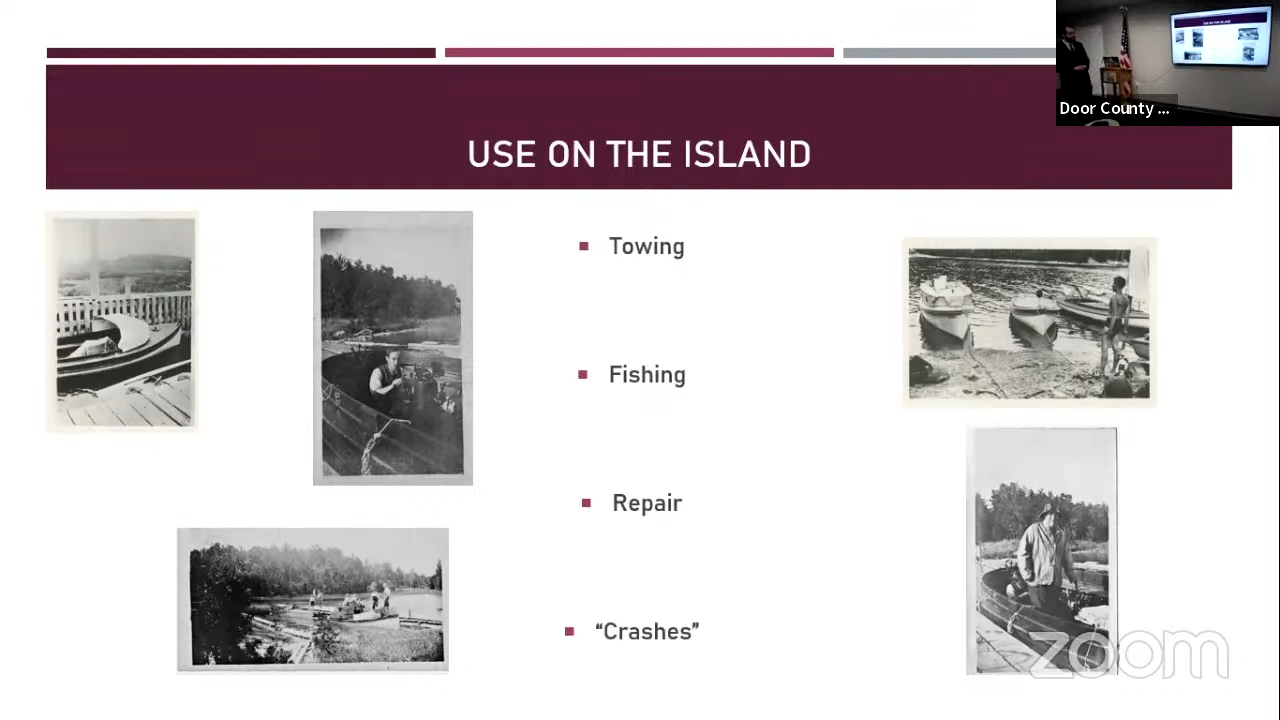 Door County ...
USE ON THE ISLAND
Towing
Fishing
Repair
“Crashes”
zoom